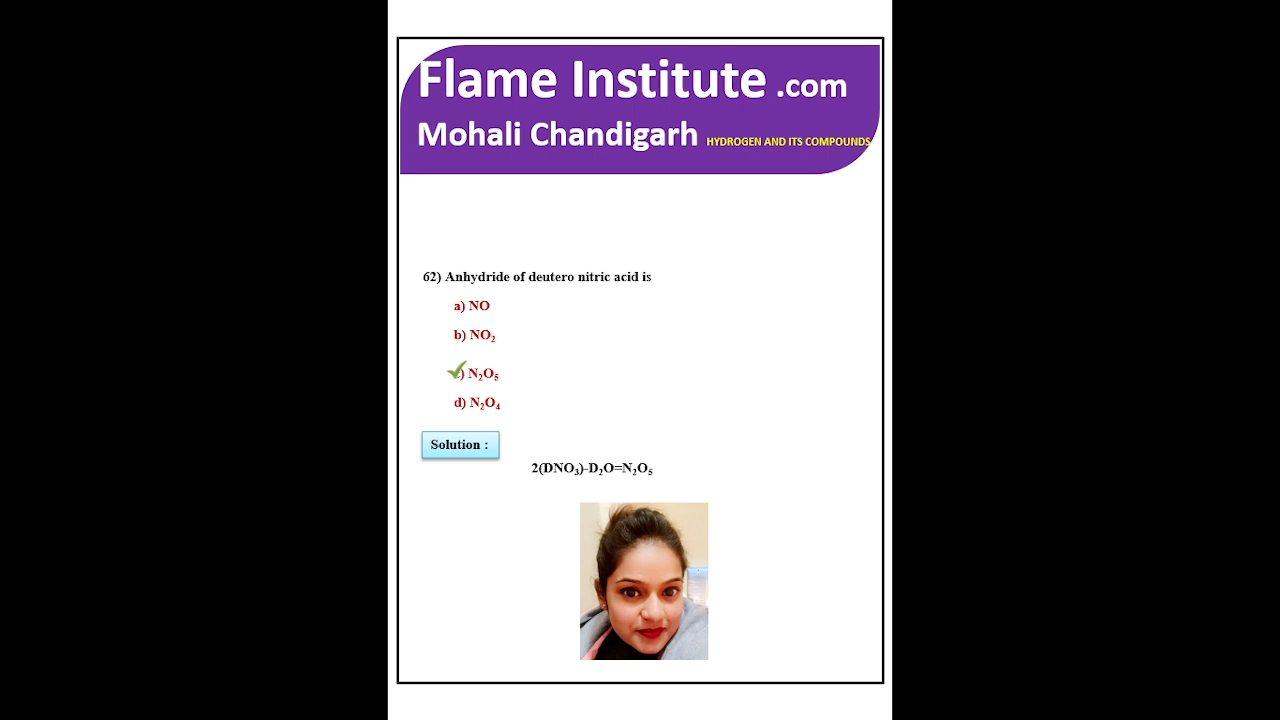 Flame Institute .com
Mohali Chandigarh HYDROGEN AND ITS COMPOUNDS
62) Anhydride of deutero nitric acid is
a) NO
b) NO₂
) N₂O₅
d) N₂O₄
Solution :
2(DNO₃)-D₂O=N₂O₅